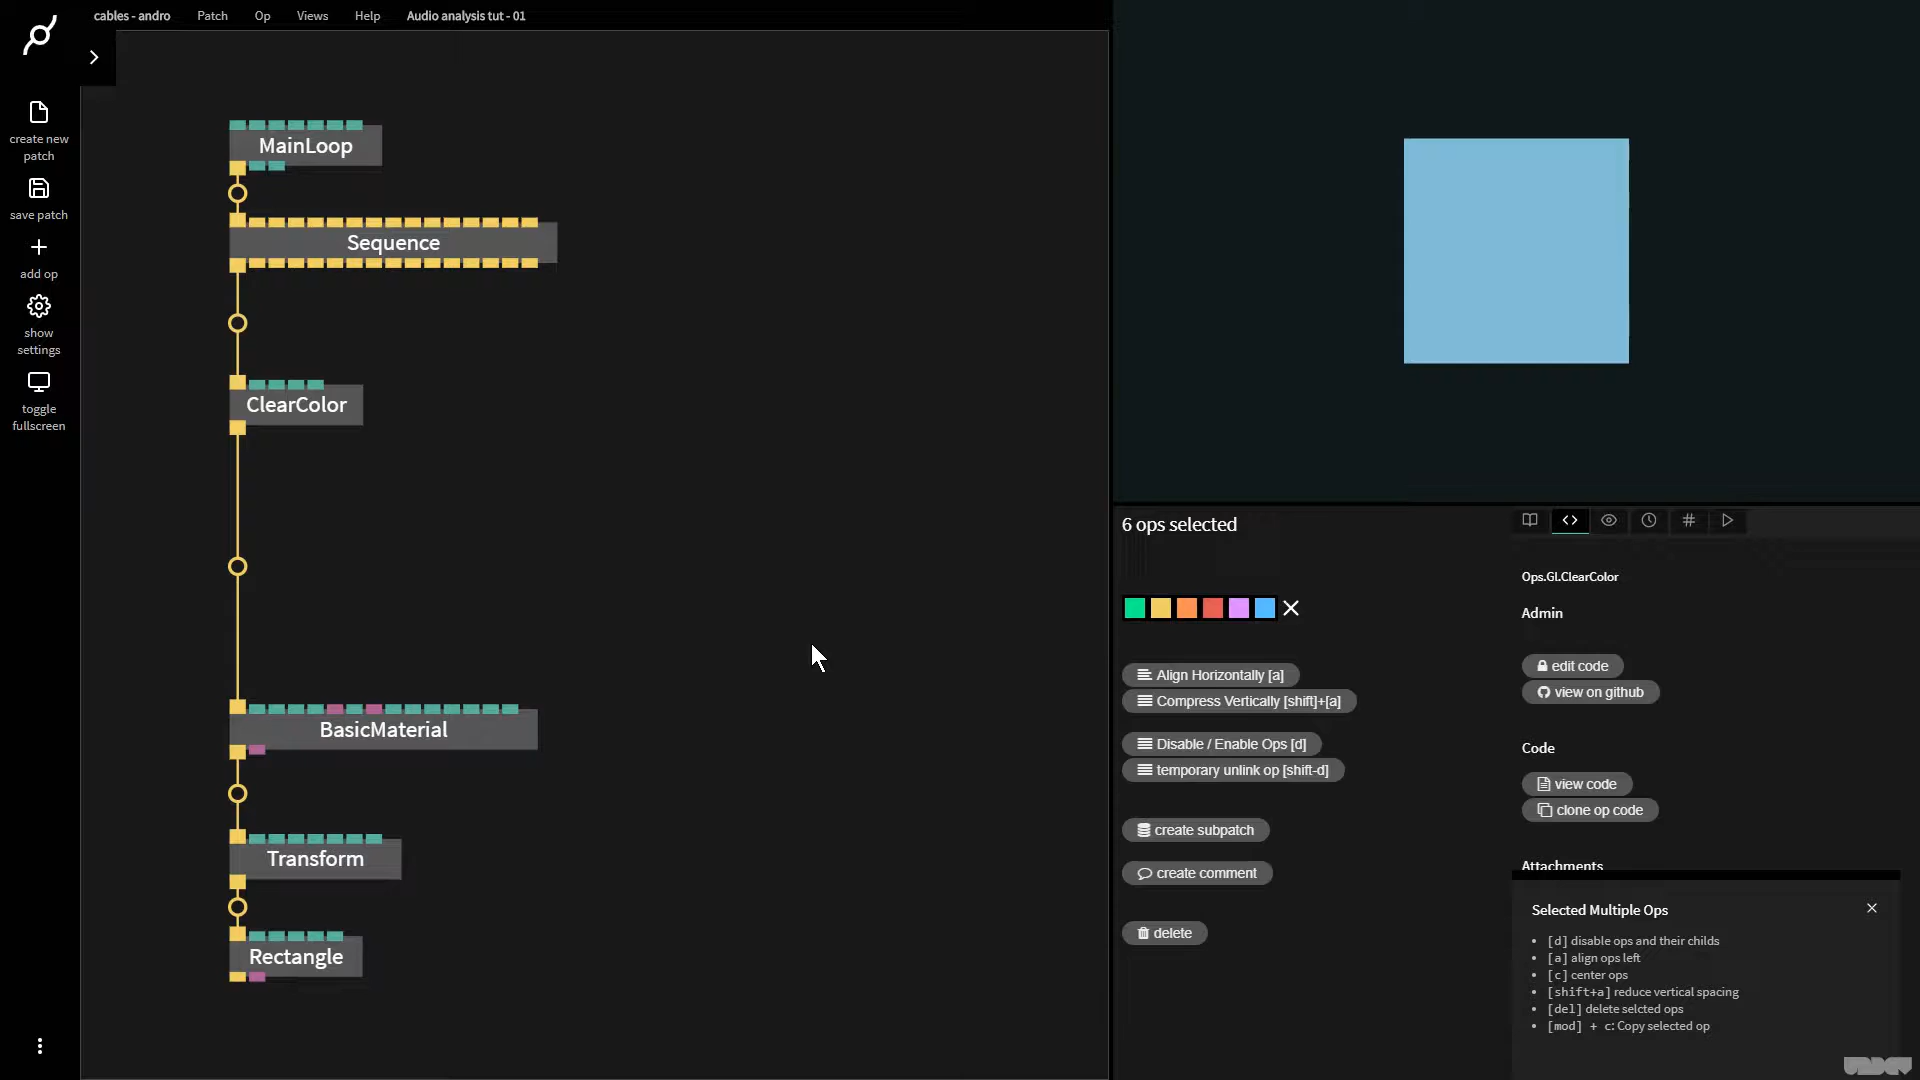 cables - andro
Patch
Op
Views
Help
Audio analysis tut - 01
create new
patch
save patch
add op
show
settings
toggle
fullscreen
MainLoop
Sequence
ClearColor
BasicMaterial
Transform
Rectangle
6 ops selected
Align Horizontally [a]
Compress Vertically [shift]+[a]
Disable / Enable Ops [d]
temporary unlink op [shift-d]
create subpatch
create comment
delete
Ops.Gl.ClearColor
Admin
edit code
view on github
Code
view code
clone op code
Attachments
Selected Multiple Ops
[d] disable ops and their childs
[a] align ops left
[c] center ops
[shift+a] reduce vertical spacing
[del] delete selcted ops
[mod] + c: Copy selected op